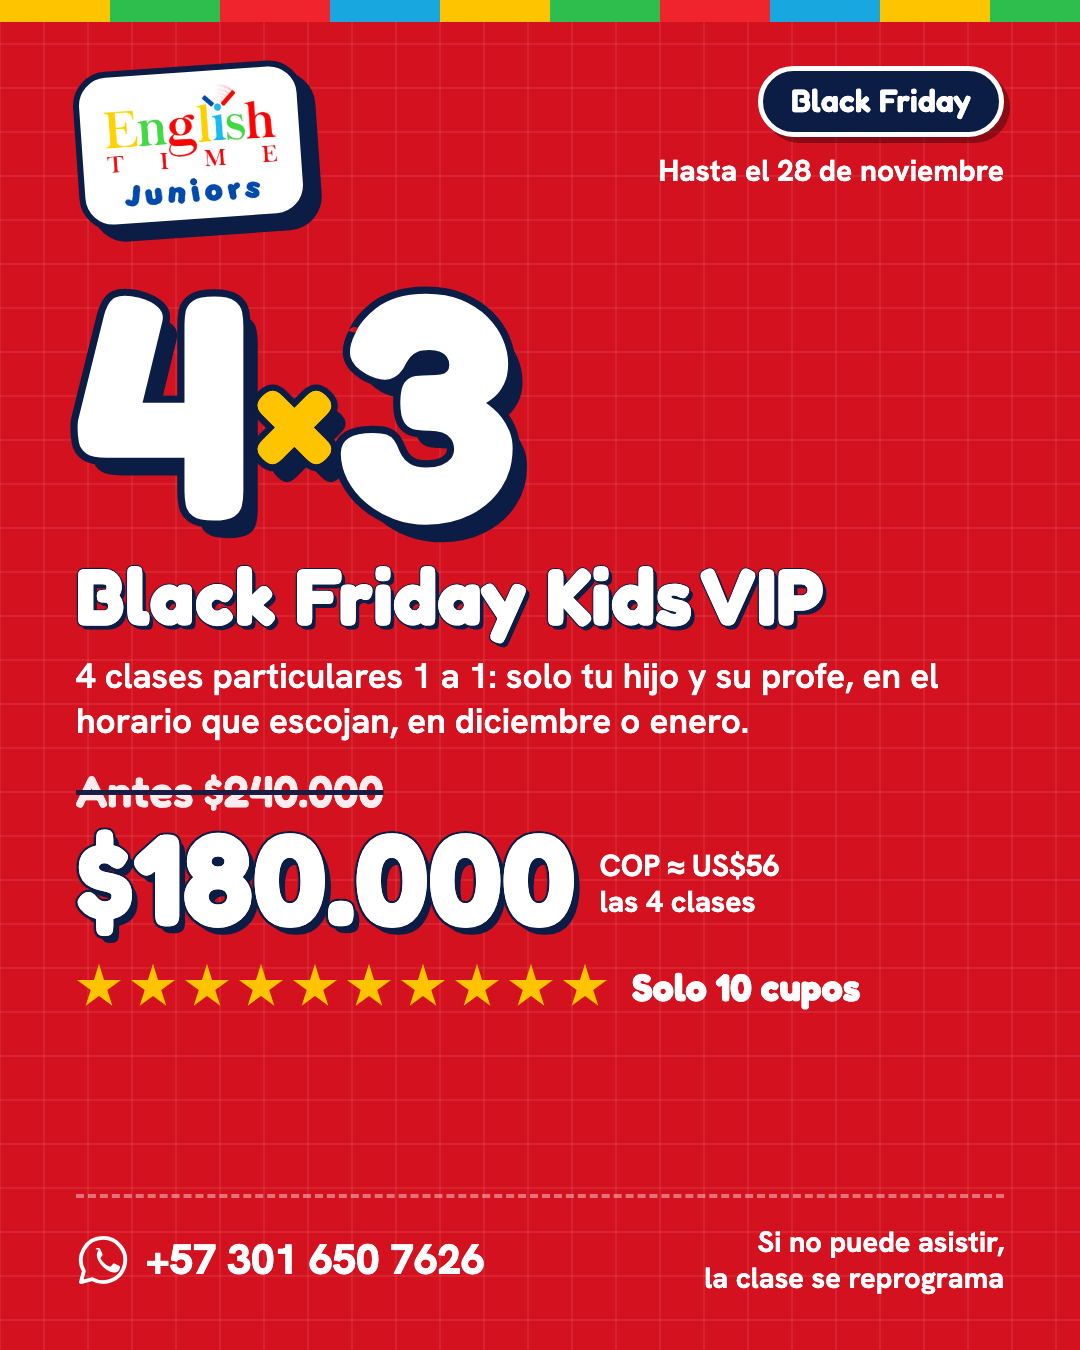 English
TIME
Juniors
Black Friday
Hasta el 28 de noviembre
4×3
Black Friday Kids VIP
4 clases particulares 1 a 1: solo tu hijo y su profe, en el
horario que escojan, en diciembre o enero.
Antes $240.000
$180.000
COP ≈ US$56
las 4 clases
Solo 10 cupos
+57 301 650 7626
Si no puede asistir,
la clase se reprograma